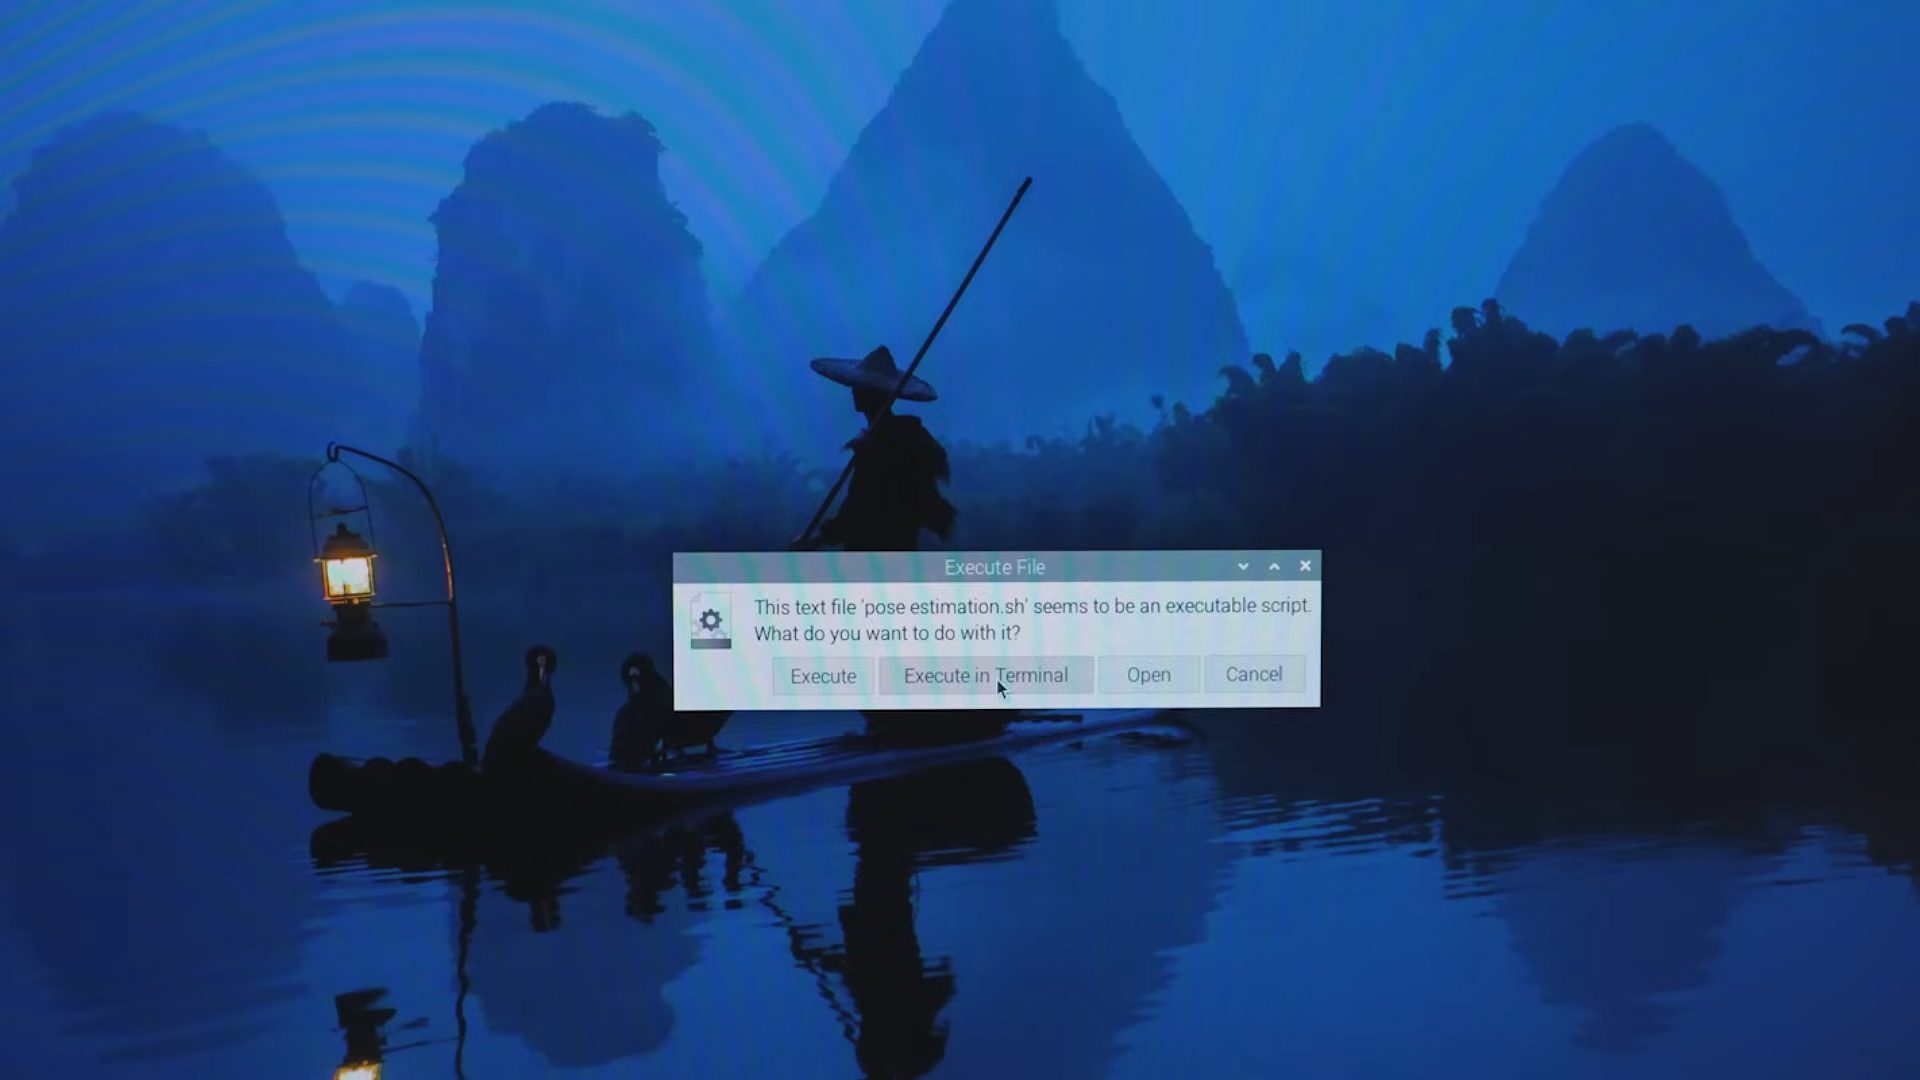 Execute File
This text file 'pose estimation.sh' seems to be an executable script.
What do you want to do with it?
Execute
Execute in Terminal
Open
Cancel